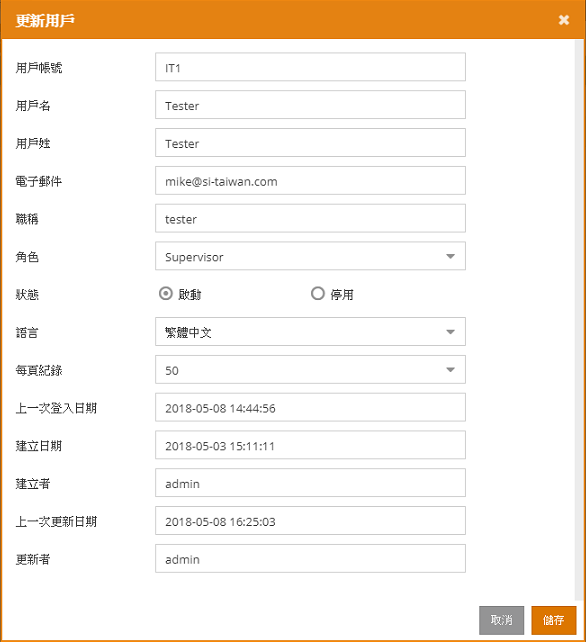 更新用戶
用戶帳號 IT1
用戶名 Tester
用戶姓 Tester
電子郵件 mike@si-taiwan.com
職稱 tester
角色 Supervisor
狀態 啟動 停用
語言 繁體中文
每頁紀錄 50
上一次登入日期 2018-05-08 14:44:56
建立日期 2018-05-03 15:11:11
建立者 admin
上一次更新日期 2018-05-08 16:25:03
更新者 admin
取消 儲存